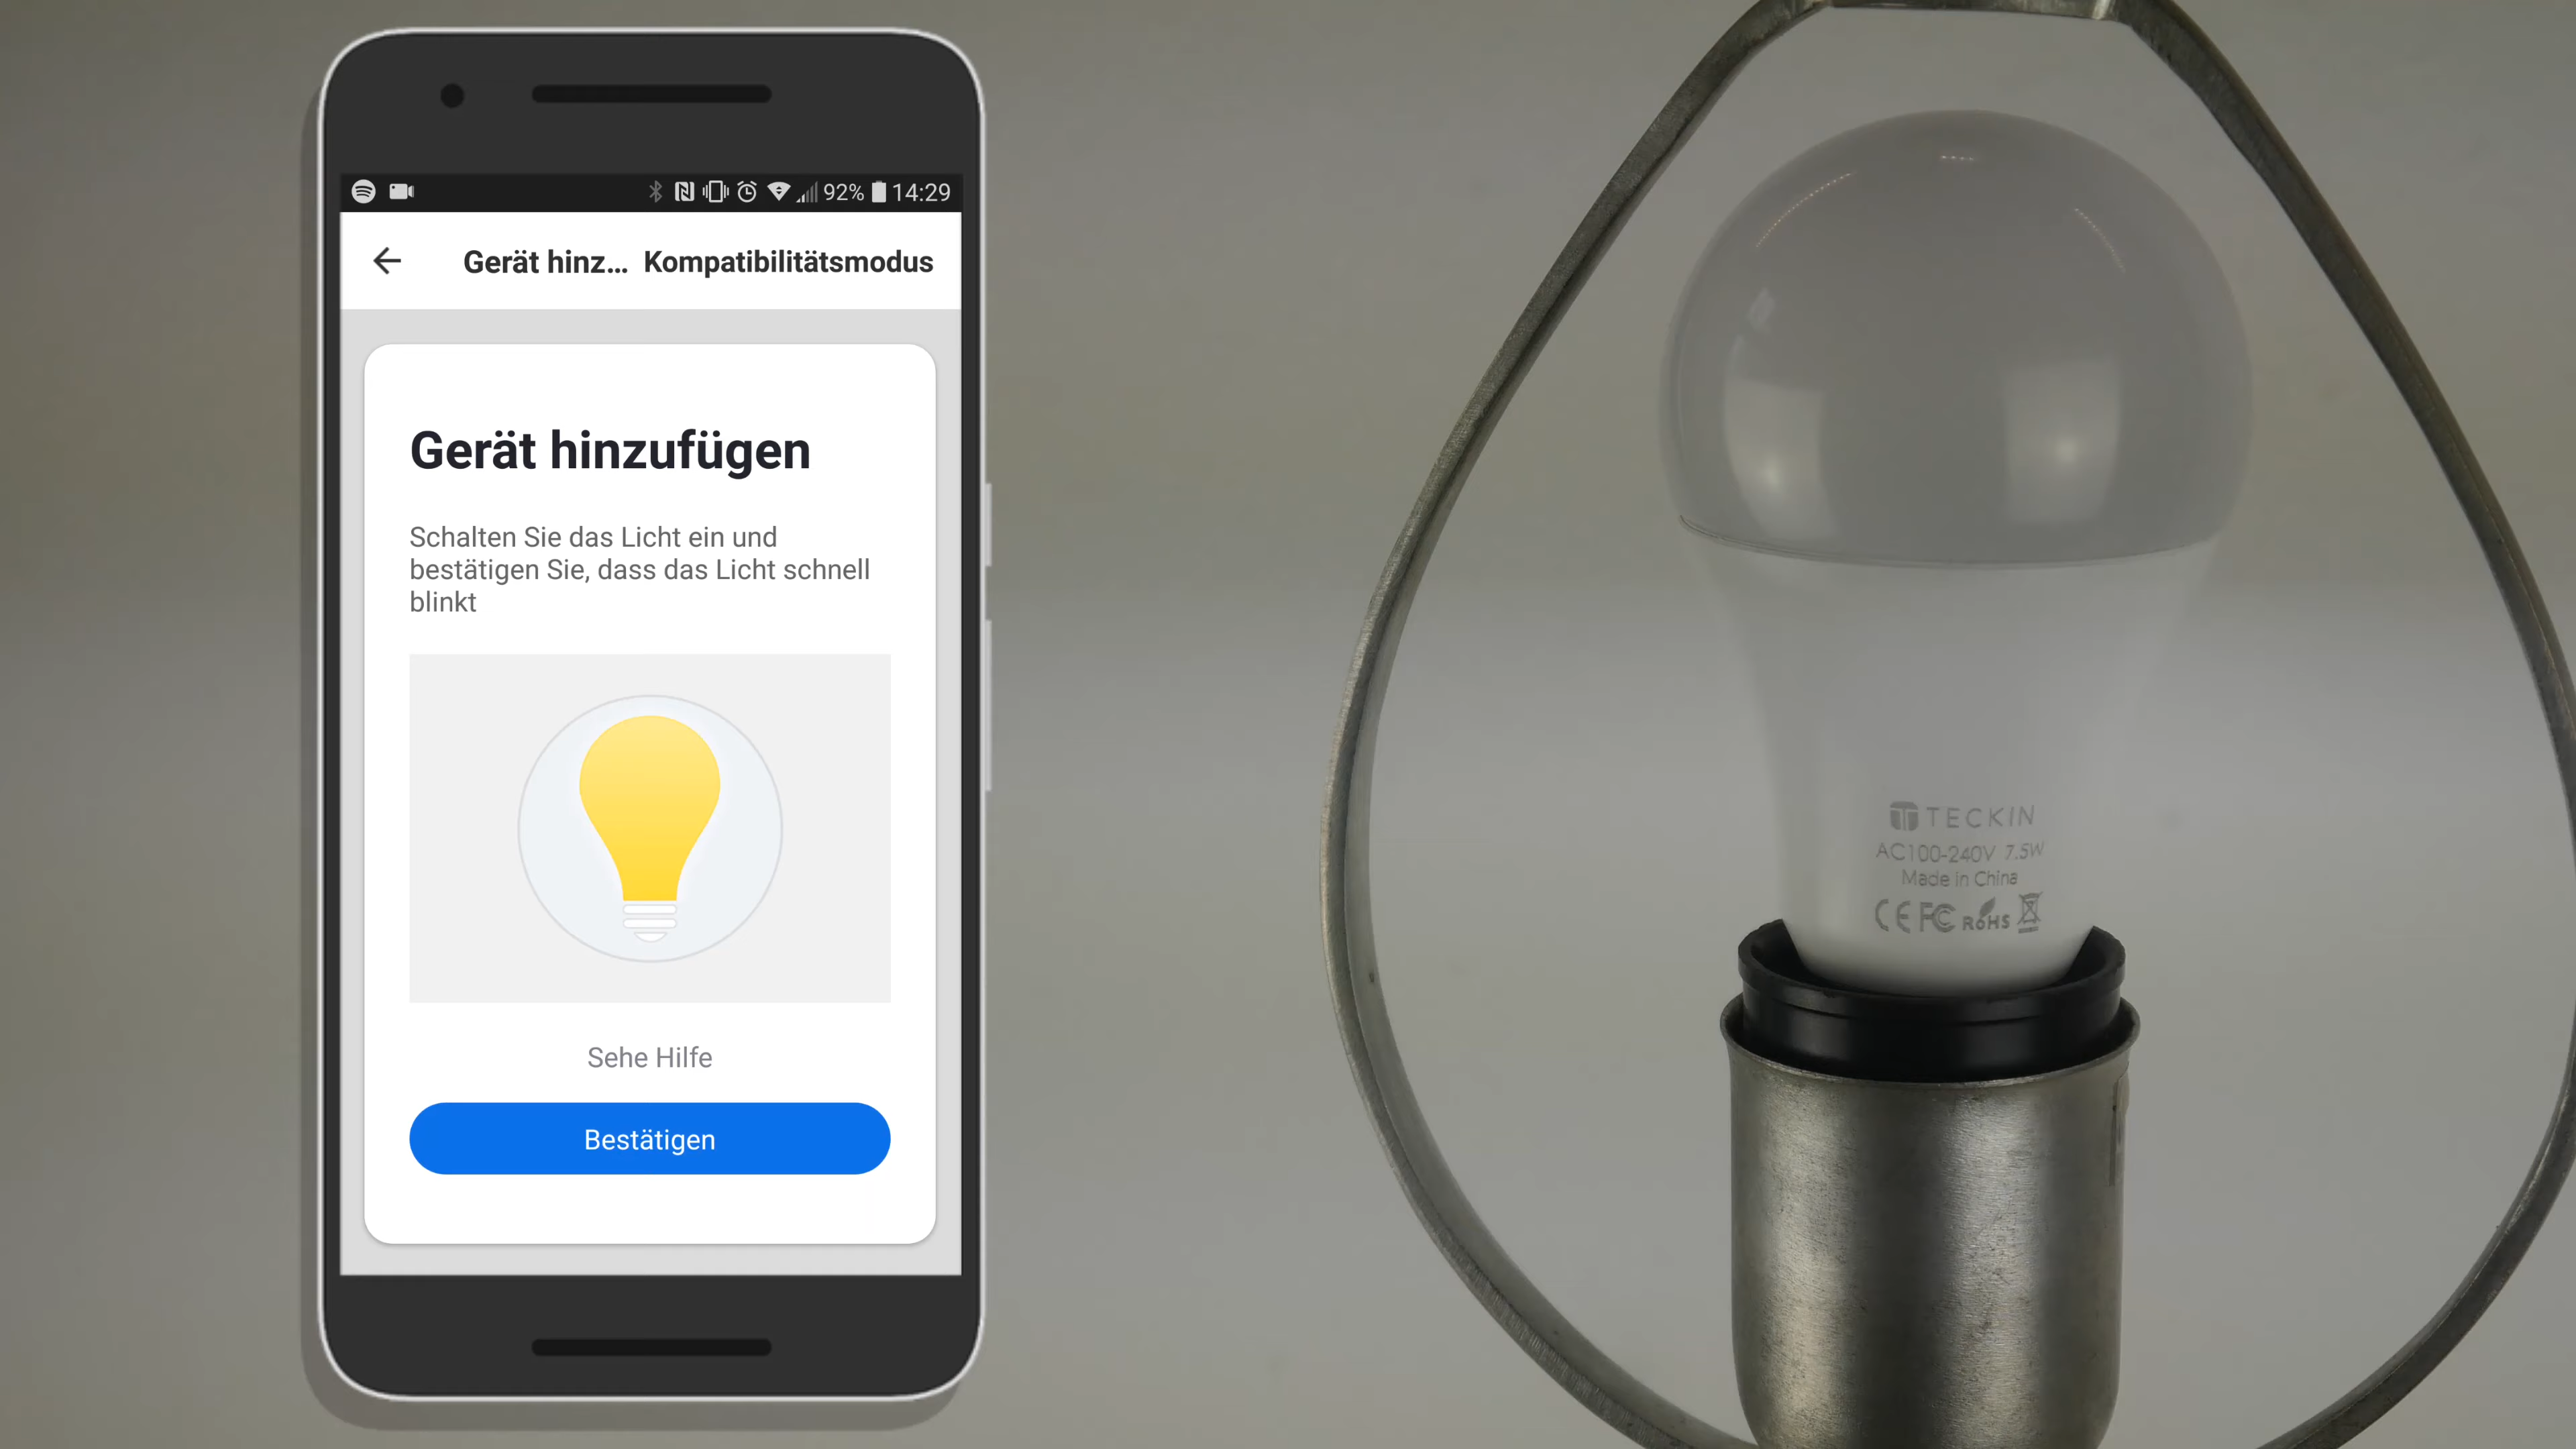 92% 14:29
Gerät hinz... Kompatibilitätsmodus
Gerät hinzufügen
Schalten Sie das Licht ein und
bestätigen Sie, dass das Licht schnell
blinkt
Sehe Hilfe
Bestätigen
TECKIN
AC100-240V 7.5W
Made in China
CE FC RoHS